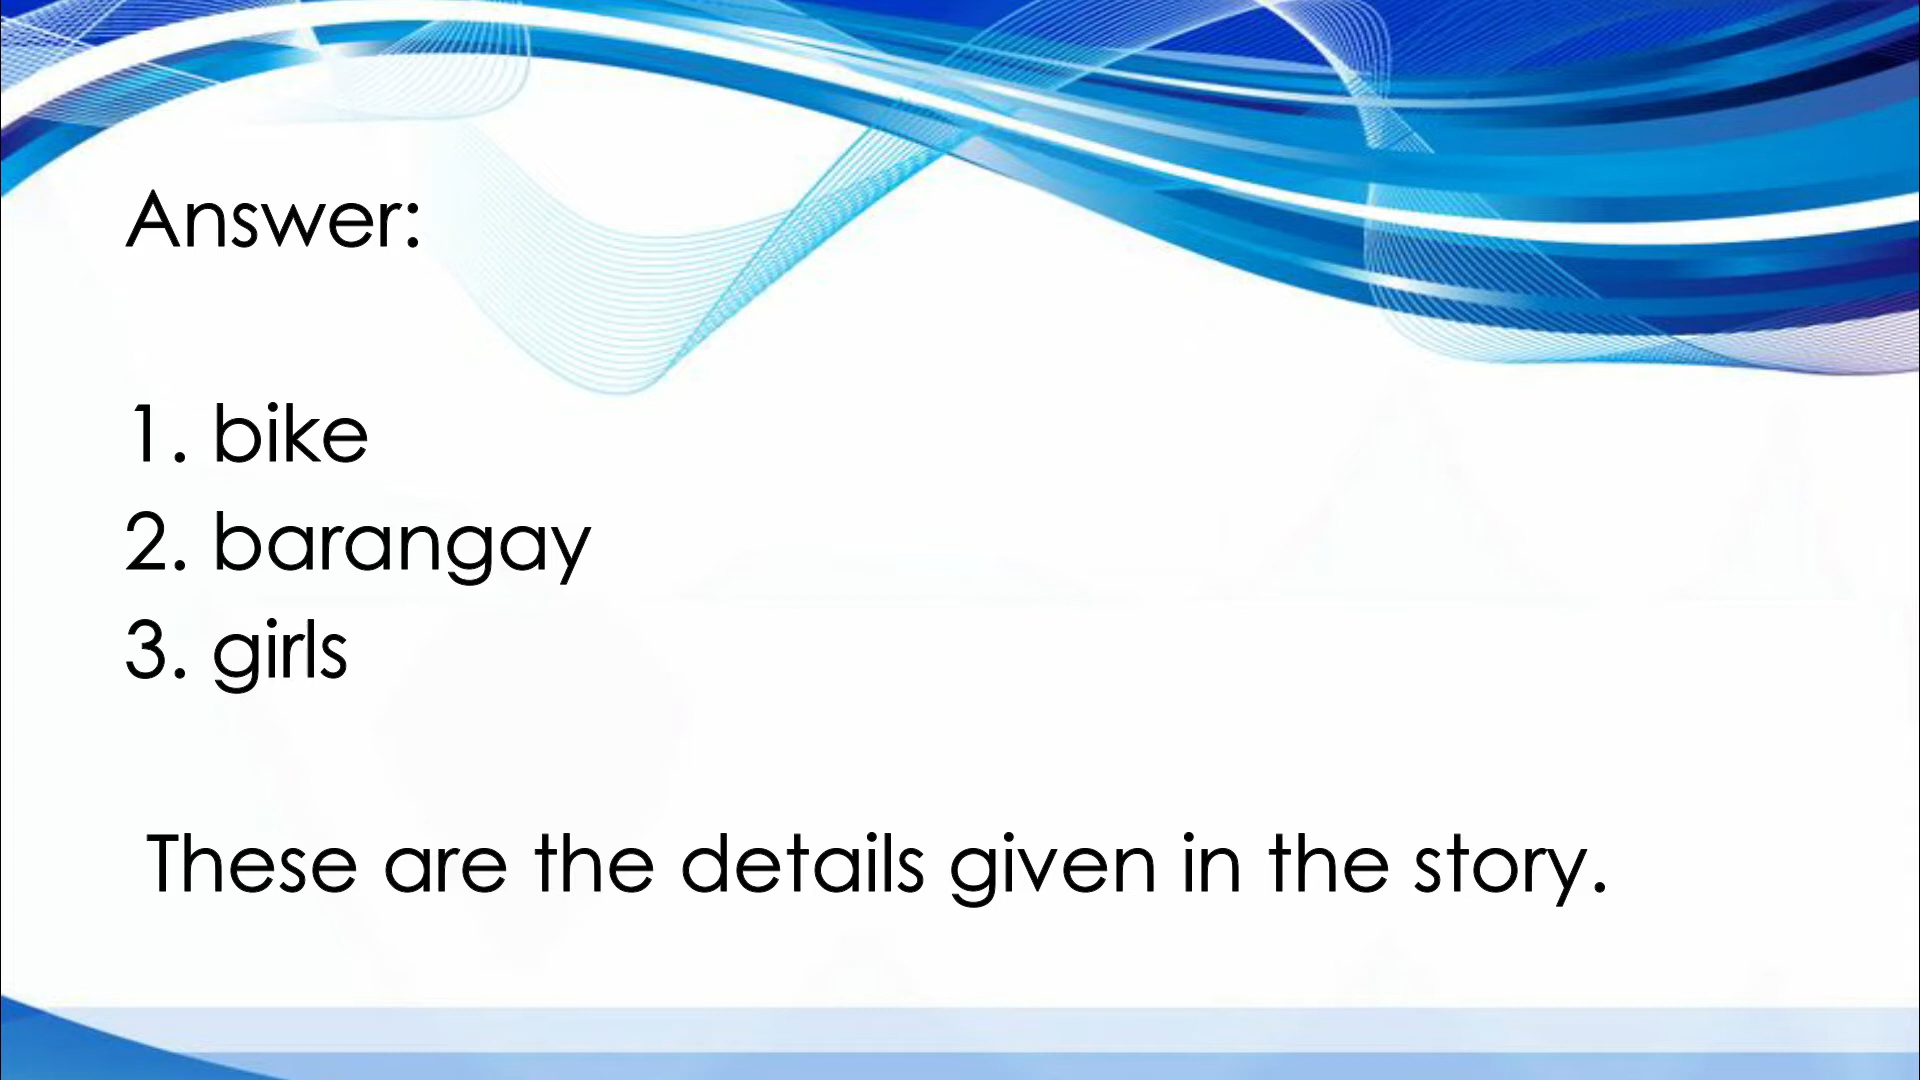 Answer:
1. bike
2. barangay
3. girls
These are the details given in the story.